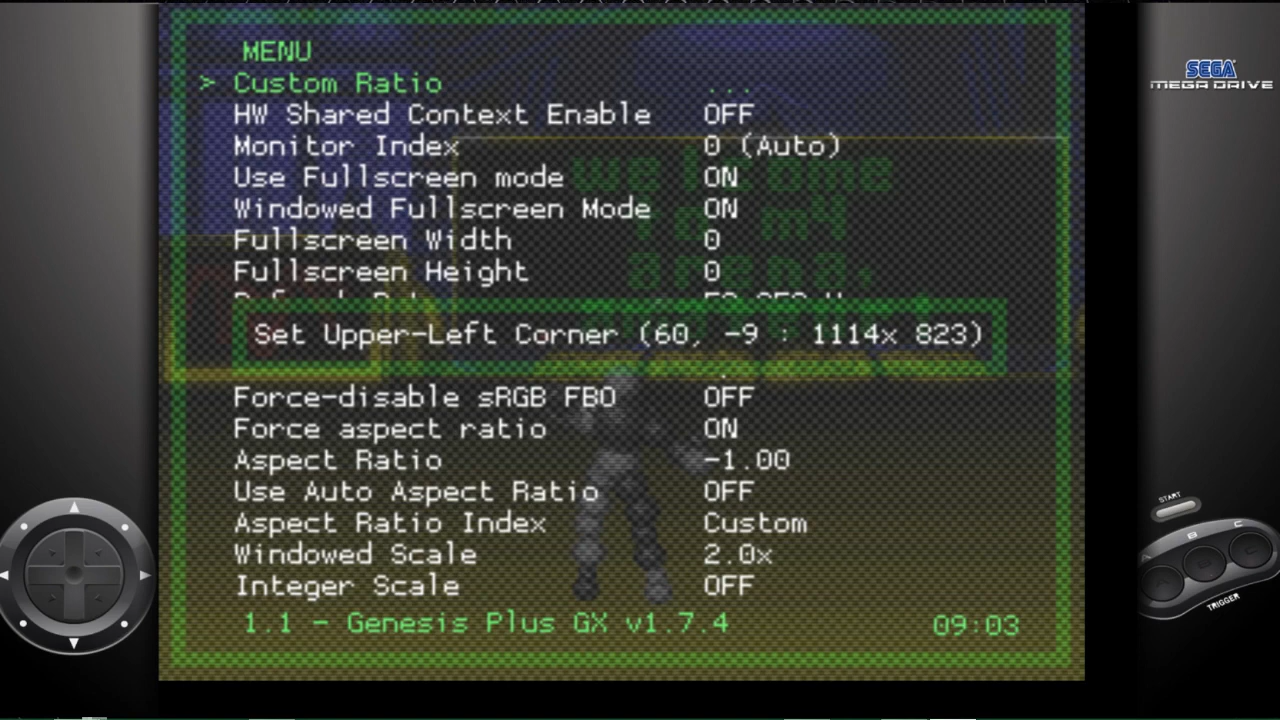 MENU
> Custom Ratio ...
HW Shared Context Enable OFF
Monitor Index 0 (Auto)
Use Fullscreen mode ON
Windowed Fullscreen Mode ON
Fullscreen Width 0
Fullscreen Height 0
Set Upper-Left Corner (60, -9 : 1114x 823)
Force-disable sRGB FBO OFF
Force aspect ratio ON
Aspect Ratio -1.00
Use Auto Aspect Ratio OFF
Aspect Ratio Index Custom
Windowed Scale 2.0x
Integer Scale OFF
1.1 - Genesis Plus GX v1.7.4 09:03
welcome
to my
arena.
SEGA
MEGA DRIVE
START
A B C
TRIGGER